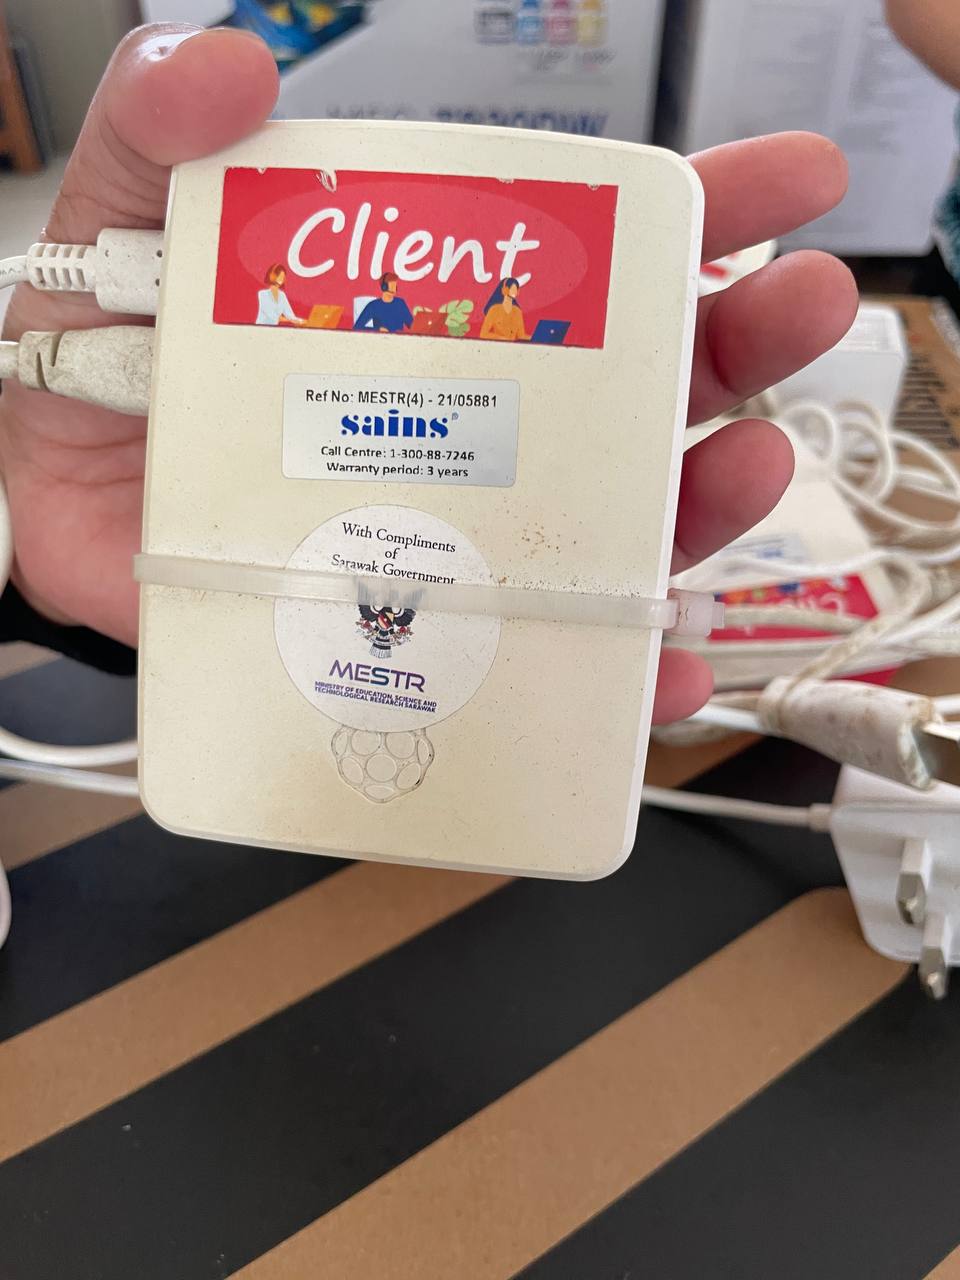 Client
Ref No: MESTR(4) - 21/05881
sains®
Call Centre: 1-300-88-7246
Warranty period: 3 years
With Compliments
of
Sarawak Government
MESTR
MINISTRY OF EDUCATION, SCIENCE AND
TECHNOLOGICAL RESEARCH SARAWAK
Client